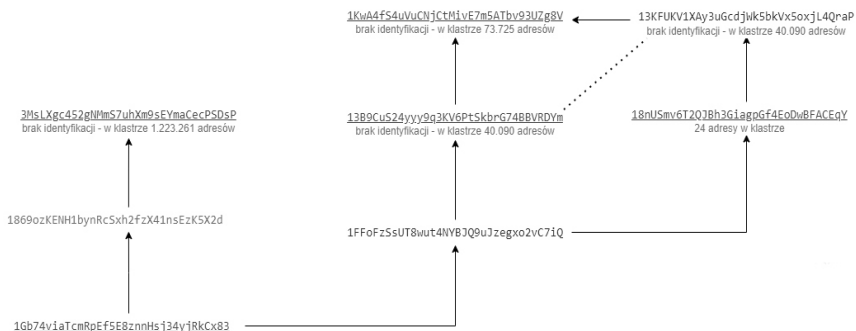 1KwA4fS4uVuCNjCtMivE7m5ATbv93UZg8V
brak identyfikacji - w klastrze 73.725 adresów
13KFUKV1XAy3uGcdjWk5bkVx5oxjL4QraP
brak identyfikacji - w klastrze 40.090 adresów
3MsLXgc452gNMmS7uhXm9sEYmaCecPSDsP
brak identyfikacji - w klastrze 1.223.261 adresów
13B9CuS24yyy9q3KV6PtSkbrG74BBVRDYm
brak identyfikacji - w klastrze 40.090 adresów
18nUSmv6T2QJBh3GiagpGf4EoDwBFACEqY
24 adresy w klastrze
1869ozKENH1bynRcSxh2fzX41nsEzK5X2d
1FFoFzSsUT8wut4NYBJQ9uJzegxo2vC7iQ
1Gb74viaTcmRpEf5E8znnHsj34yjRkCx83